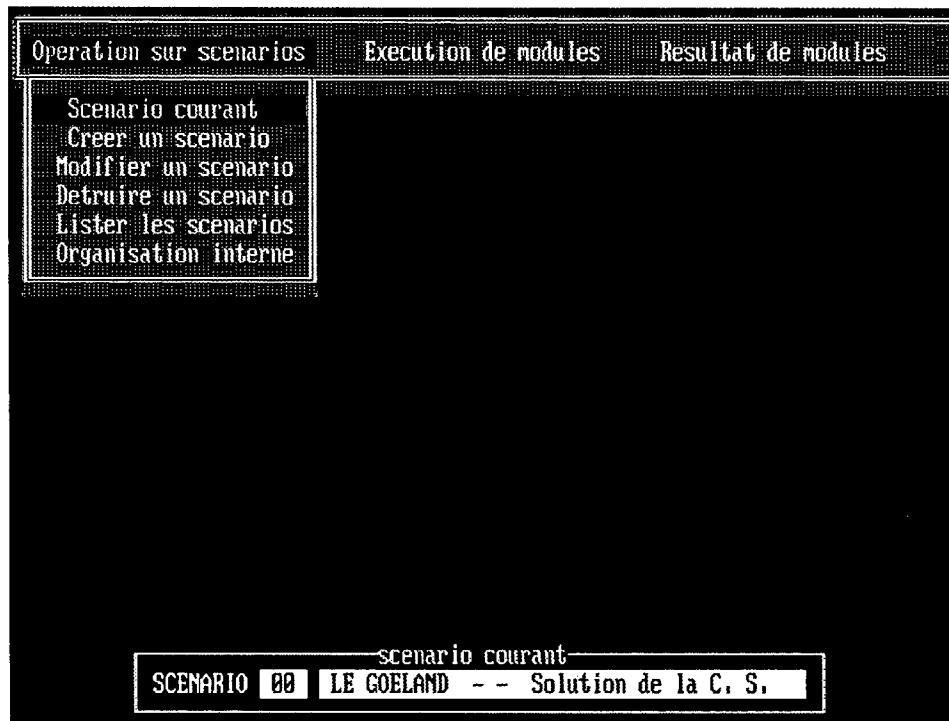 Operation sur scenarios Execution de modules Resultat de modules
Scenario courant
Creer un scenario
Modifier un scenario
Detruire un scenario
Lister les scenarios
Organisation interne
scenario courant
SCENARIO 00 LE GOELAND - - Solution de la C. S.